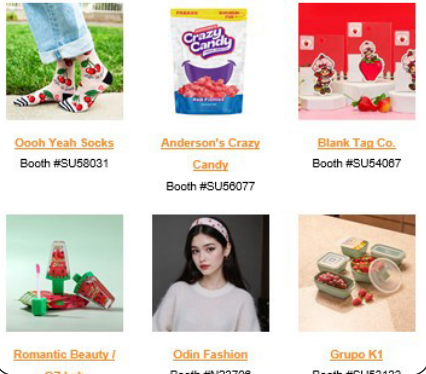 Oooh Yeah Socks
Booth #SU58031
Crazy
Candy
Anderson's Crazy
Candy
Booth #SU56077
Blank Tag Co.
Booth #SU54067
Romantic Beauty /
Odin Fashion
Grupo K1